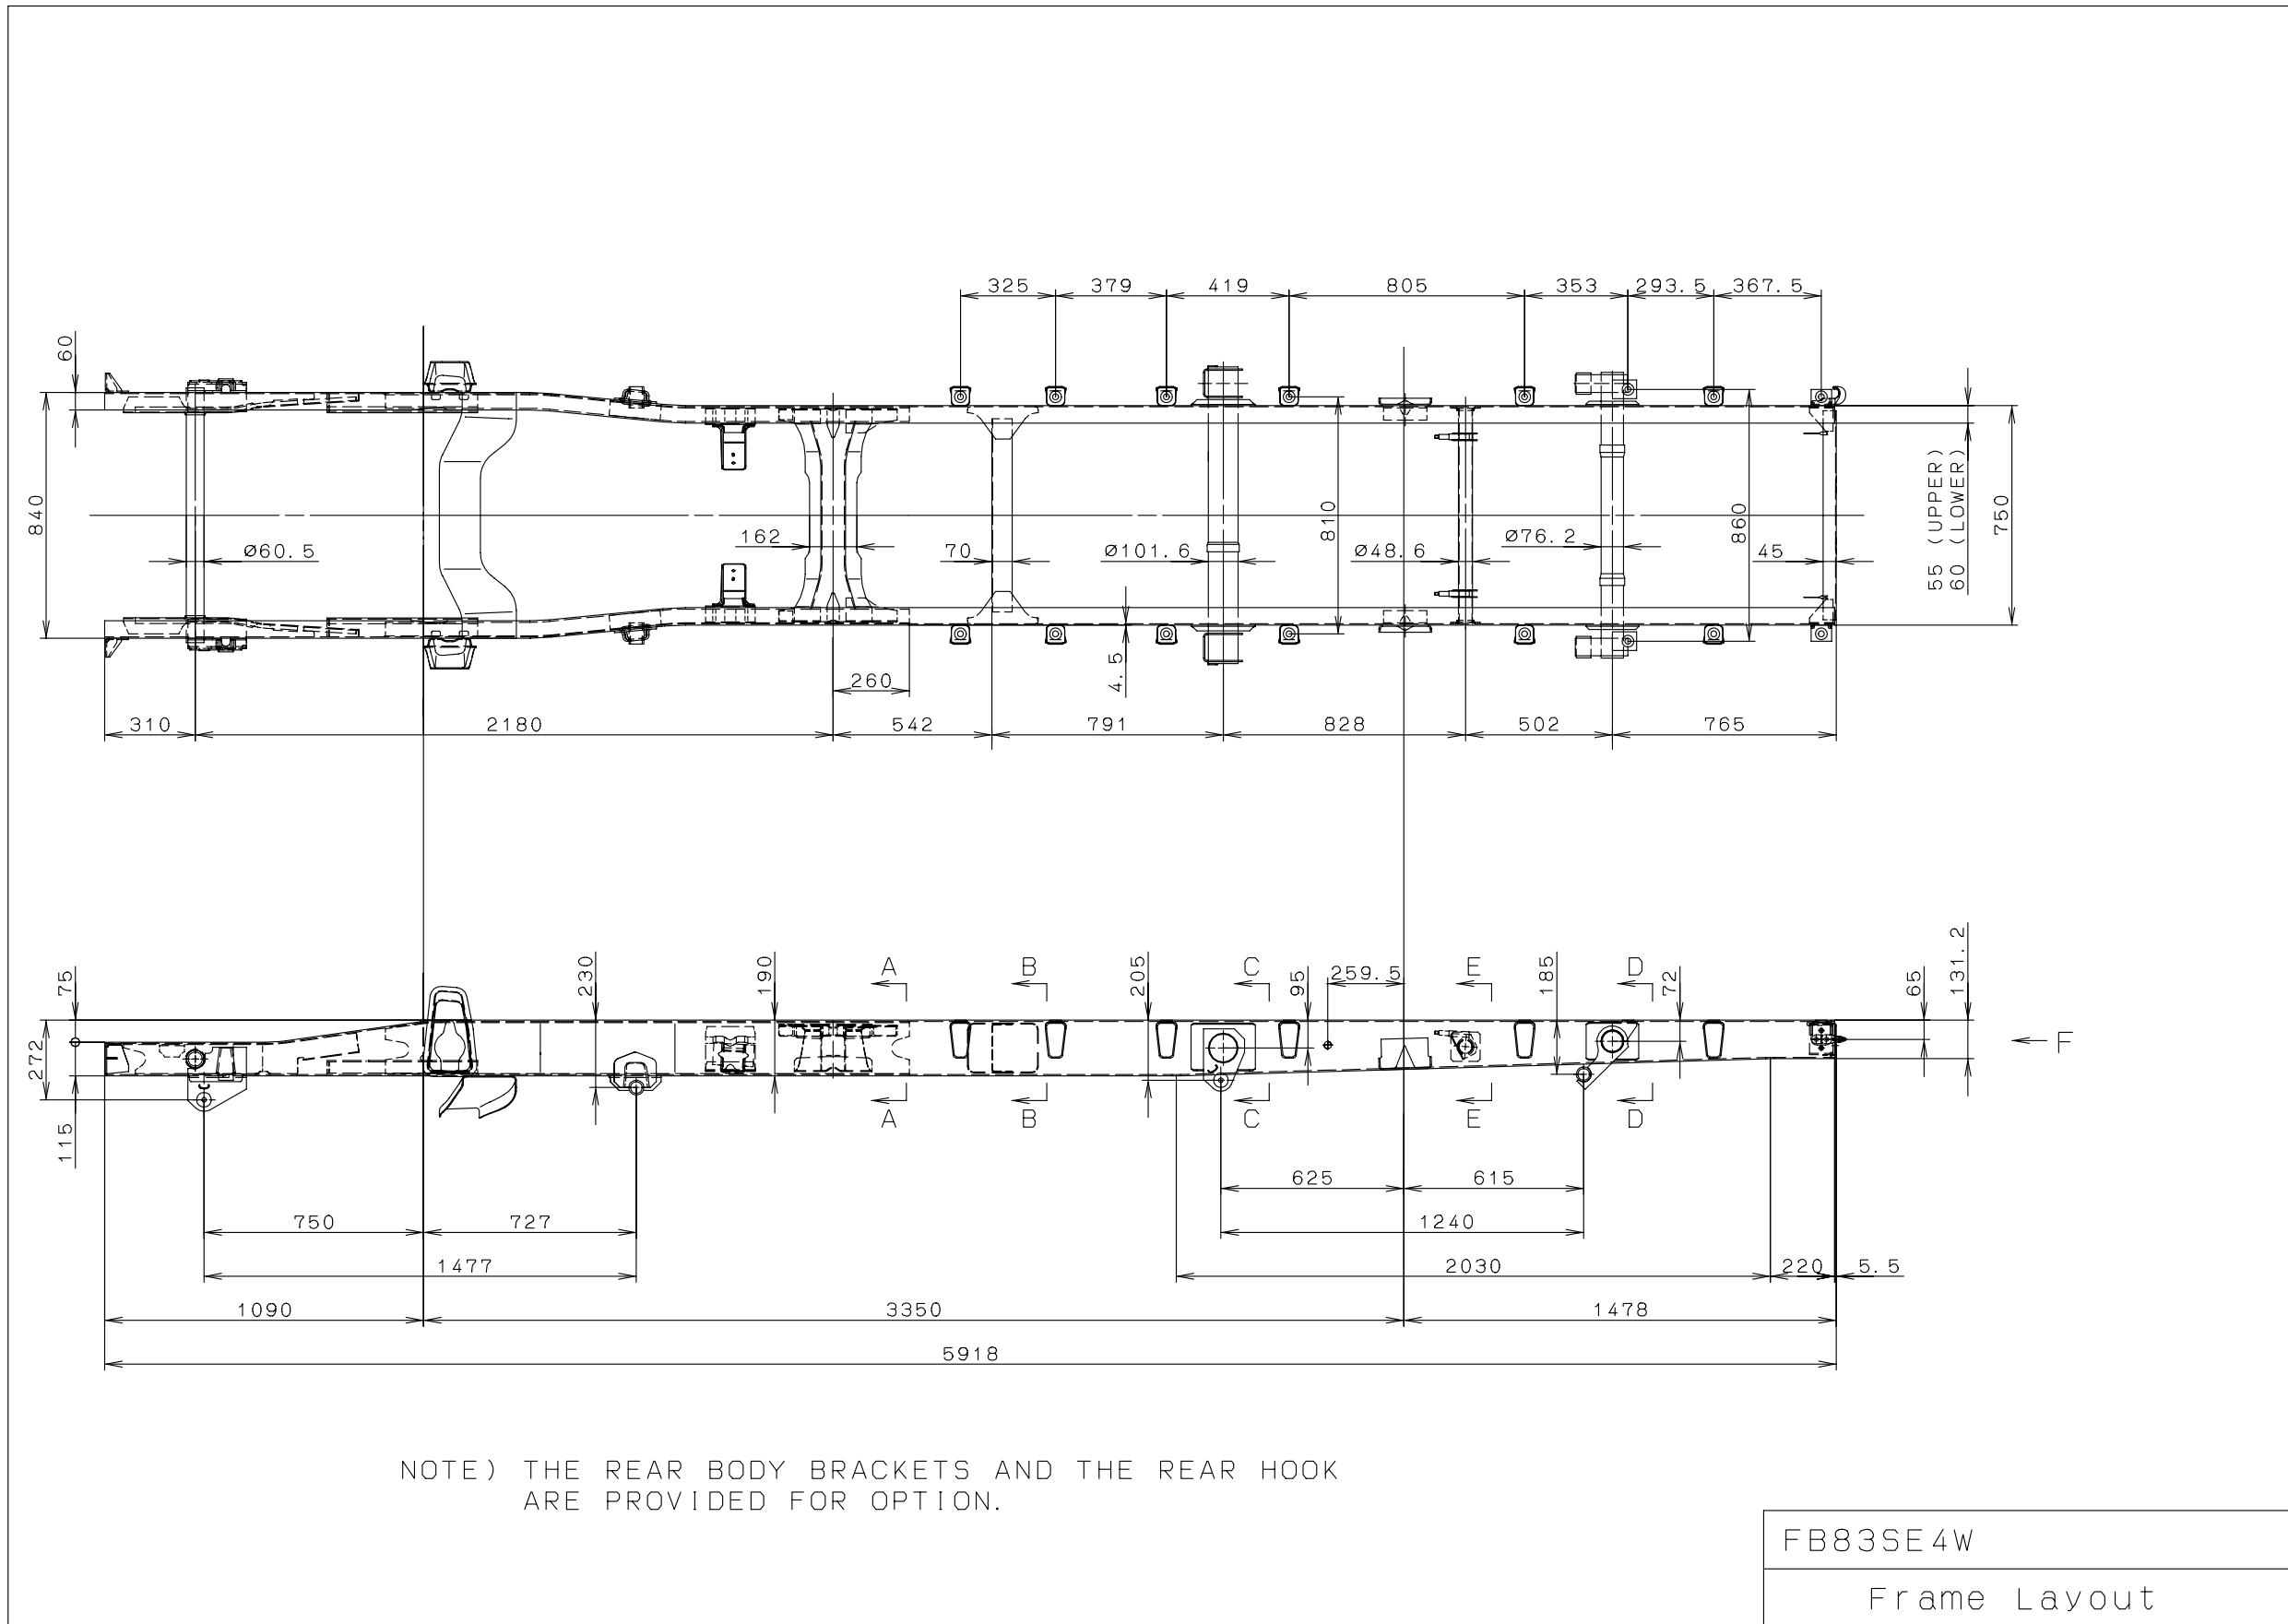 325 379 419 805 353 293.5 367.5
60
840
Ø60.5 162 70 Ø101.6 810 Ø48.6 Ø76.2 860 45
55 (UPPER)
60 (LOWER)
750
4.5
260
310 2180 542 791 828 502 765
75 230 190 A B 205 C 95 259.5 E 185 D 72 65 131.2
272
F
115
A B C E D
625 615
750 727 1240
1477 2030 220 5.5
1090 3350 1478
5918
NOTE) THE REAR BODY BRACKETS AND THE REAR HOOK
ARE PROVIDED FOR OPTION.
FB83SE4W
Frame Layout